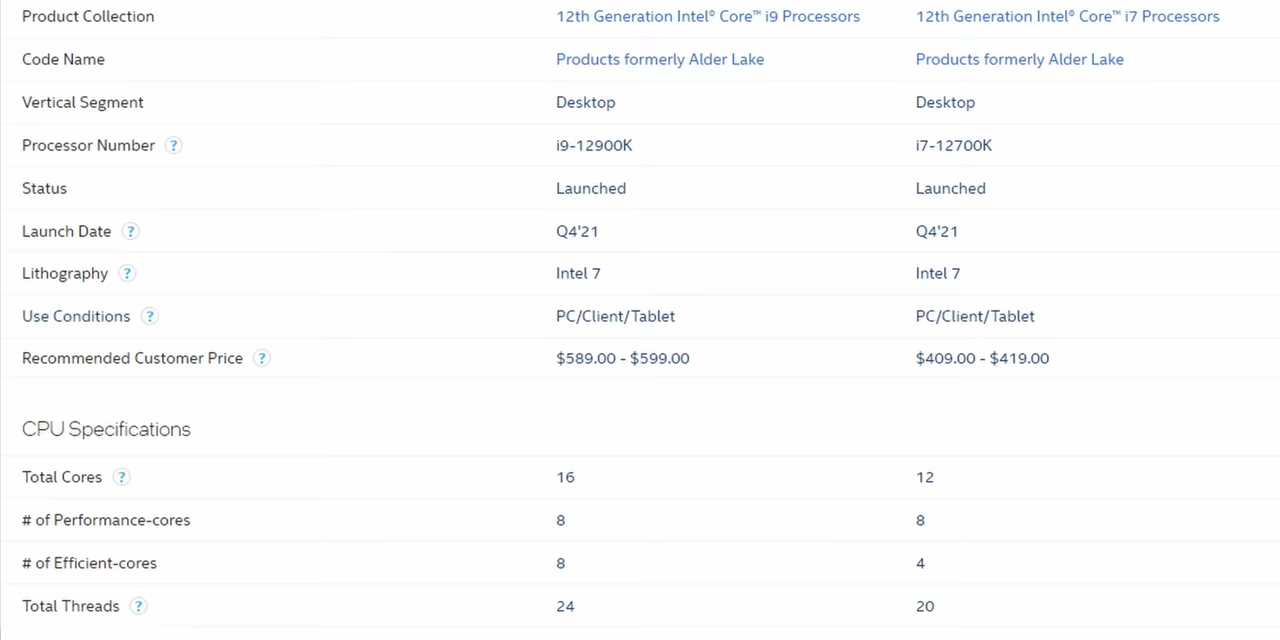 Product Collection 12th Generation Intel® Core™ i9 Processors 12th Generation Intel® Core™ i7 Processors
Code Name Products formerly Alder Lake Products formerly Alder Lake
Vertical Segment Desktop Desktop
Processor Number ? i9-12900K i7-12700K
Status Launched Launched
Launch Date ? Q4'21 Q4'21
Lithography ? Intel 7 Intel 7
Use Conditions ? PC/Client/Tablet PC/Client/Tablet
Recommended Customer Price ? $589.00 - $599.00 $409.00 - $419.00
CPU Specifications
Total Cores ? 16 12
# of Performance-cores 8 8
# of Efficient-cores 8 4
Total Threads ? 24 20